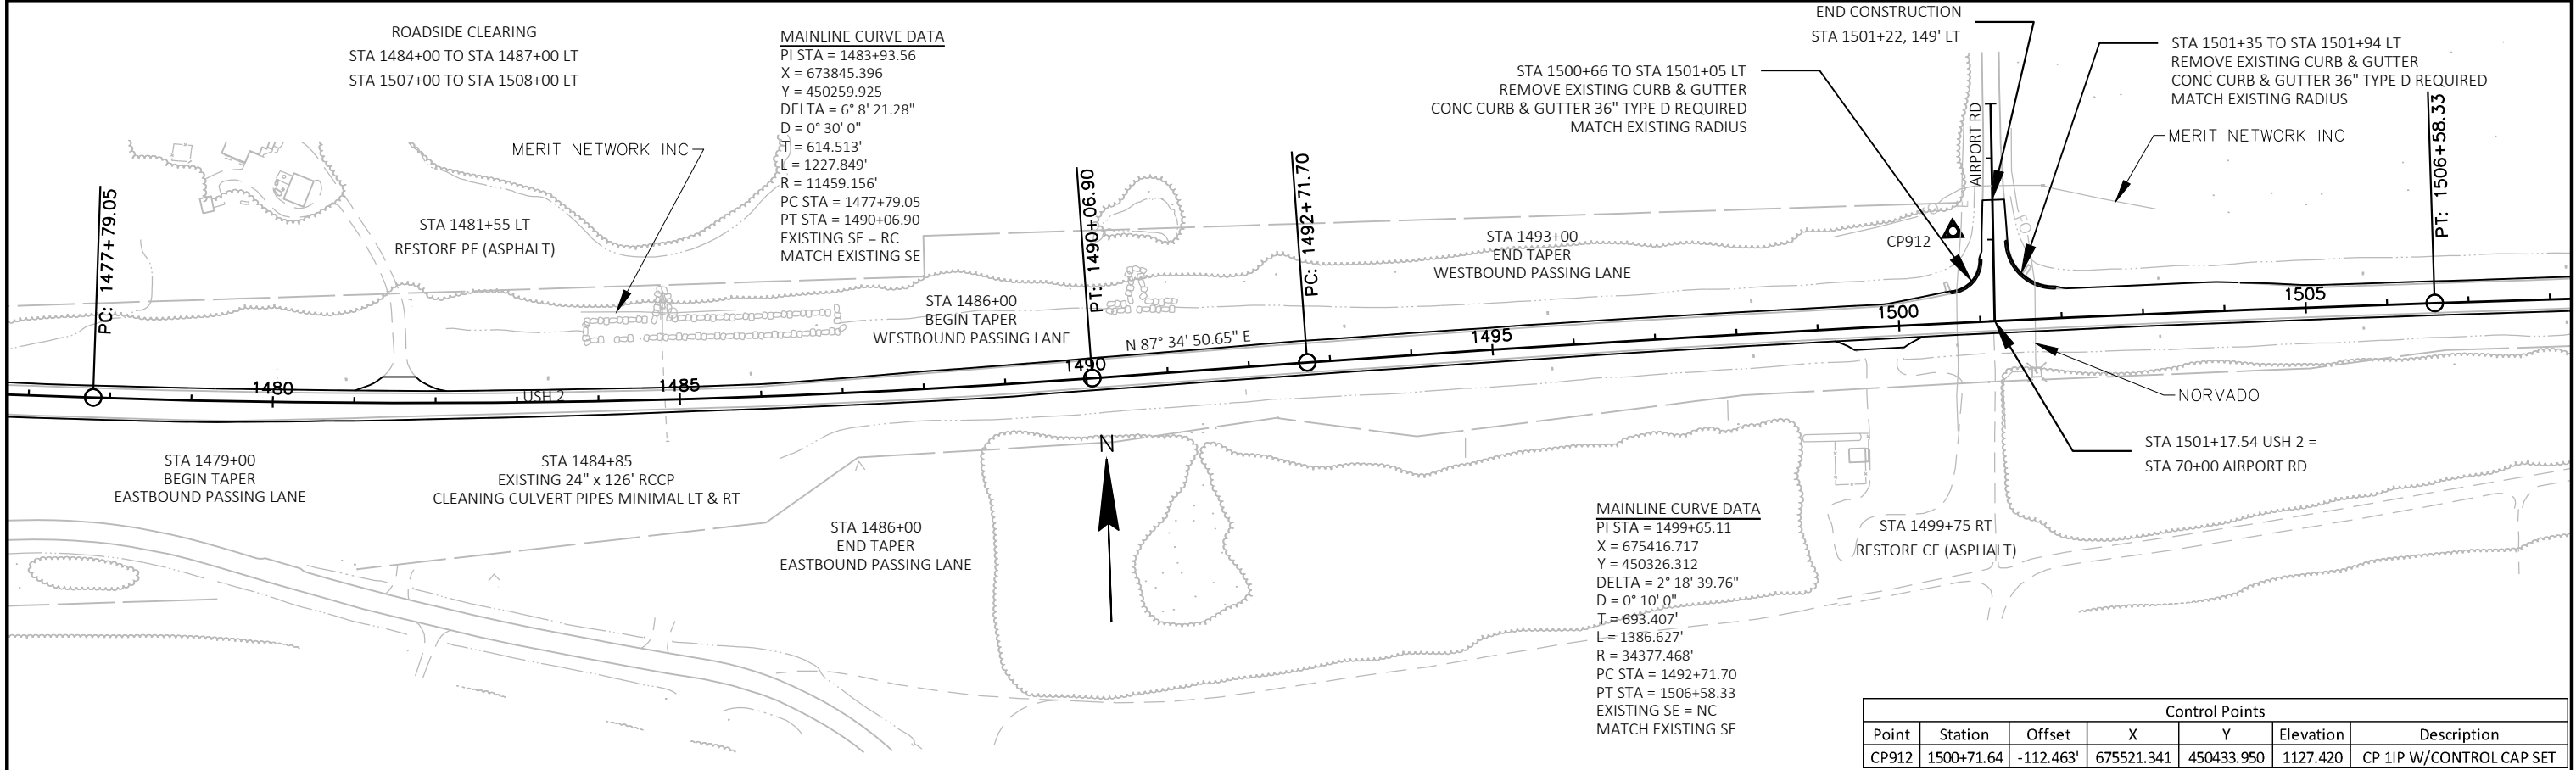 ROADSIDE CLEARING
STA 1484+00 TO STA 1487+00 LT
STA 1507+00 TO STA 1508+00 LT
MAINLINE CURVE DATA
PI STA = 1483+93.56
X = 673845.396
Y = 450259.925
DELTA = 6° 8' 21.28"
D = 0° 30' 0"
T = 614.513'
L = 1227.849'
R = 11459.156'
PC STA = 1477+79.05
PT STA = 1490+06.90
EXISTING SE = RC
MATCH EXISTING SE
END CONSTRUCTION
STA 1501+22, 149' LT
STA 1500+66 TO STA 1501+05 LT
REMOVE EXISTING CURB & GUTTER
CONC CURB & GUTTER 36" TYPE D REQUIRED
MATCH EXISTING RADIUS
STA 1501+35 TO STA 1501+94 LT
REMOVE EXISTING CURB & GUTTER
CONC CURB & GUTTER 36" TYPE D REQUIRED
MATCH EXISTING RADIUS
MERIT NETWORK INC
MERIT NETWORK INC
AIRPORT RD
PC: 1477+79.05
PT: 1490+06.90
PC: 1492+71.70
PT: 1506+58.33
STA 1481+55 LT
RESTORE PE (ASPHALT)
STA 1486+00
BEGIN TAPER
WESTBOUND PASSING LANE
STA 1493+00
END TAPER
WESTBOUND PASSING LANE
CP912
N 87° 34' 50.65" E
1480
1485
1490
1495
1500
1505
USH 2
NORVADO
STA 1501+17.54 USH 2 =
STA 70+00 AIRPORT RD
STA 1479+00
BEGIN TAPER
EASTBOUND PASSING LANE
STA 1484+85
EXISTING 24" x 126' RCCP
CLEANING CULVERT PIPES MINIMAL LT & RT
STA 1486+00
END TAPER
EASTBOUND PASSING LANE
N
MAINLINE CURVE DATA
PI STA = 1499+65.11
X = 675416.717
Y = 450326.312
DELTA = 2° 18' 39.76"
D = 0° 10' 0"
T = 693.407'
L = 1386.627'
R = 34377.468'
PC STA = 1492+71.70
PT STA = 1506+58.33
EXISTING SE = NC
MATCH EXISTING SE
STA 1499+75 RT
RESTORE CE (ASPHALT)
Control Points
Point Station Offset X Y Elevation Description
CP912 1500+71.64 -112.463' 675521.341 450433.950 1127.420 CP 1IP W/CONTROL CAP SET